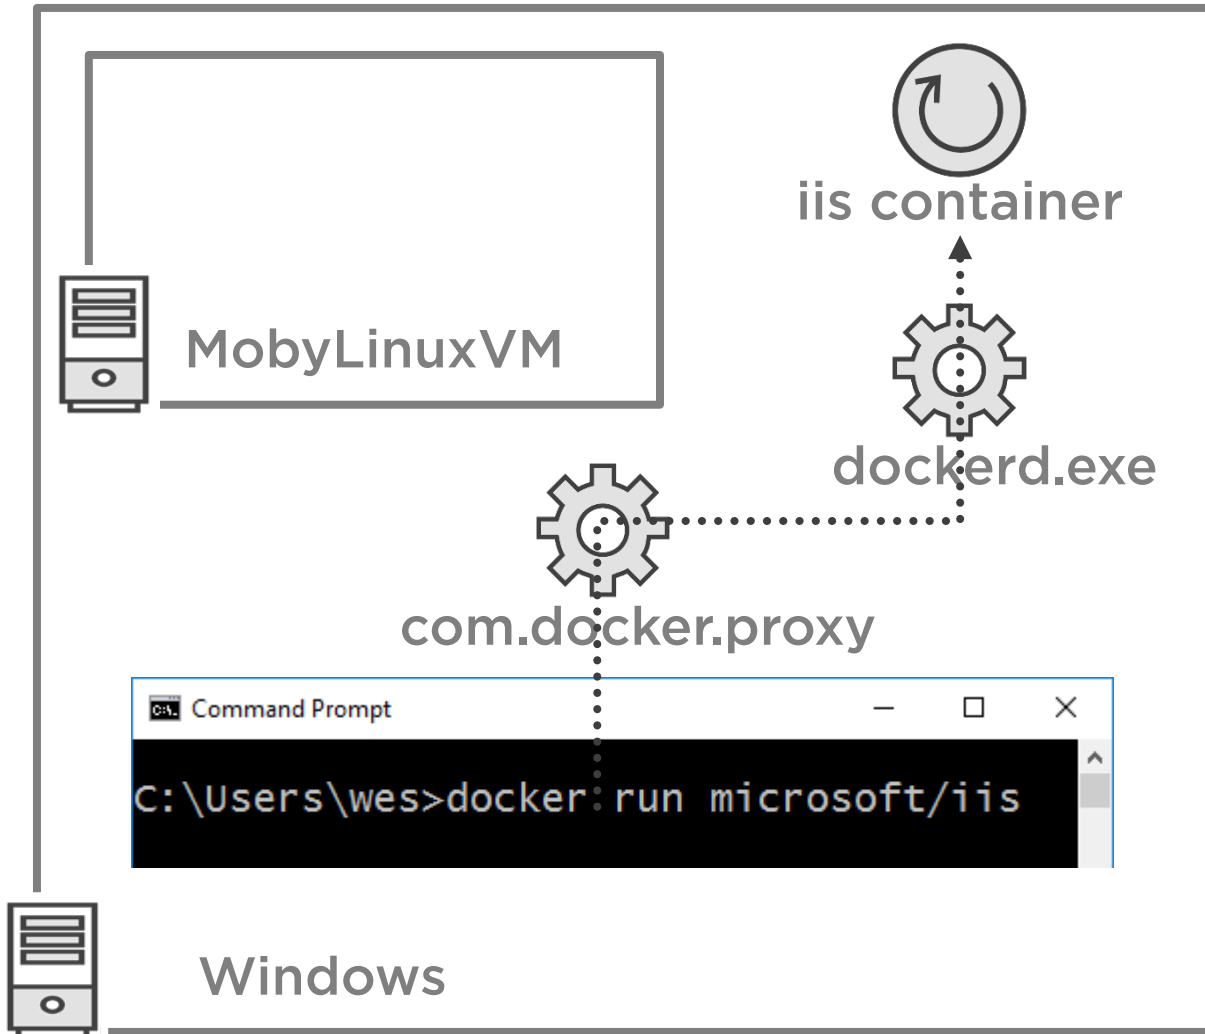 iis container
MobyLinuxVM
dockerd.exe
com.docker.proxy
Command Prompt
C:\Users\wes>docker run microsoft/iis
Windows